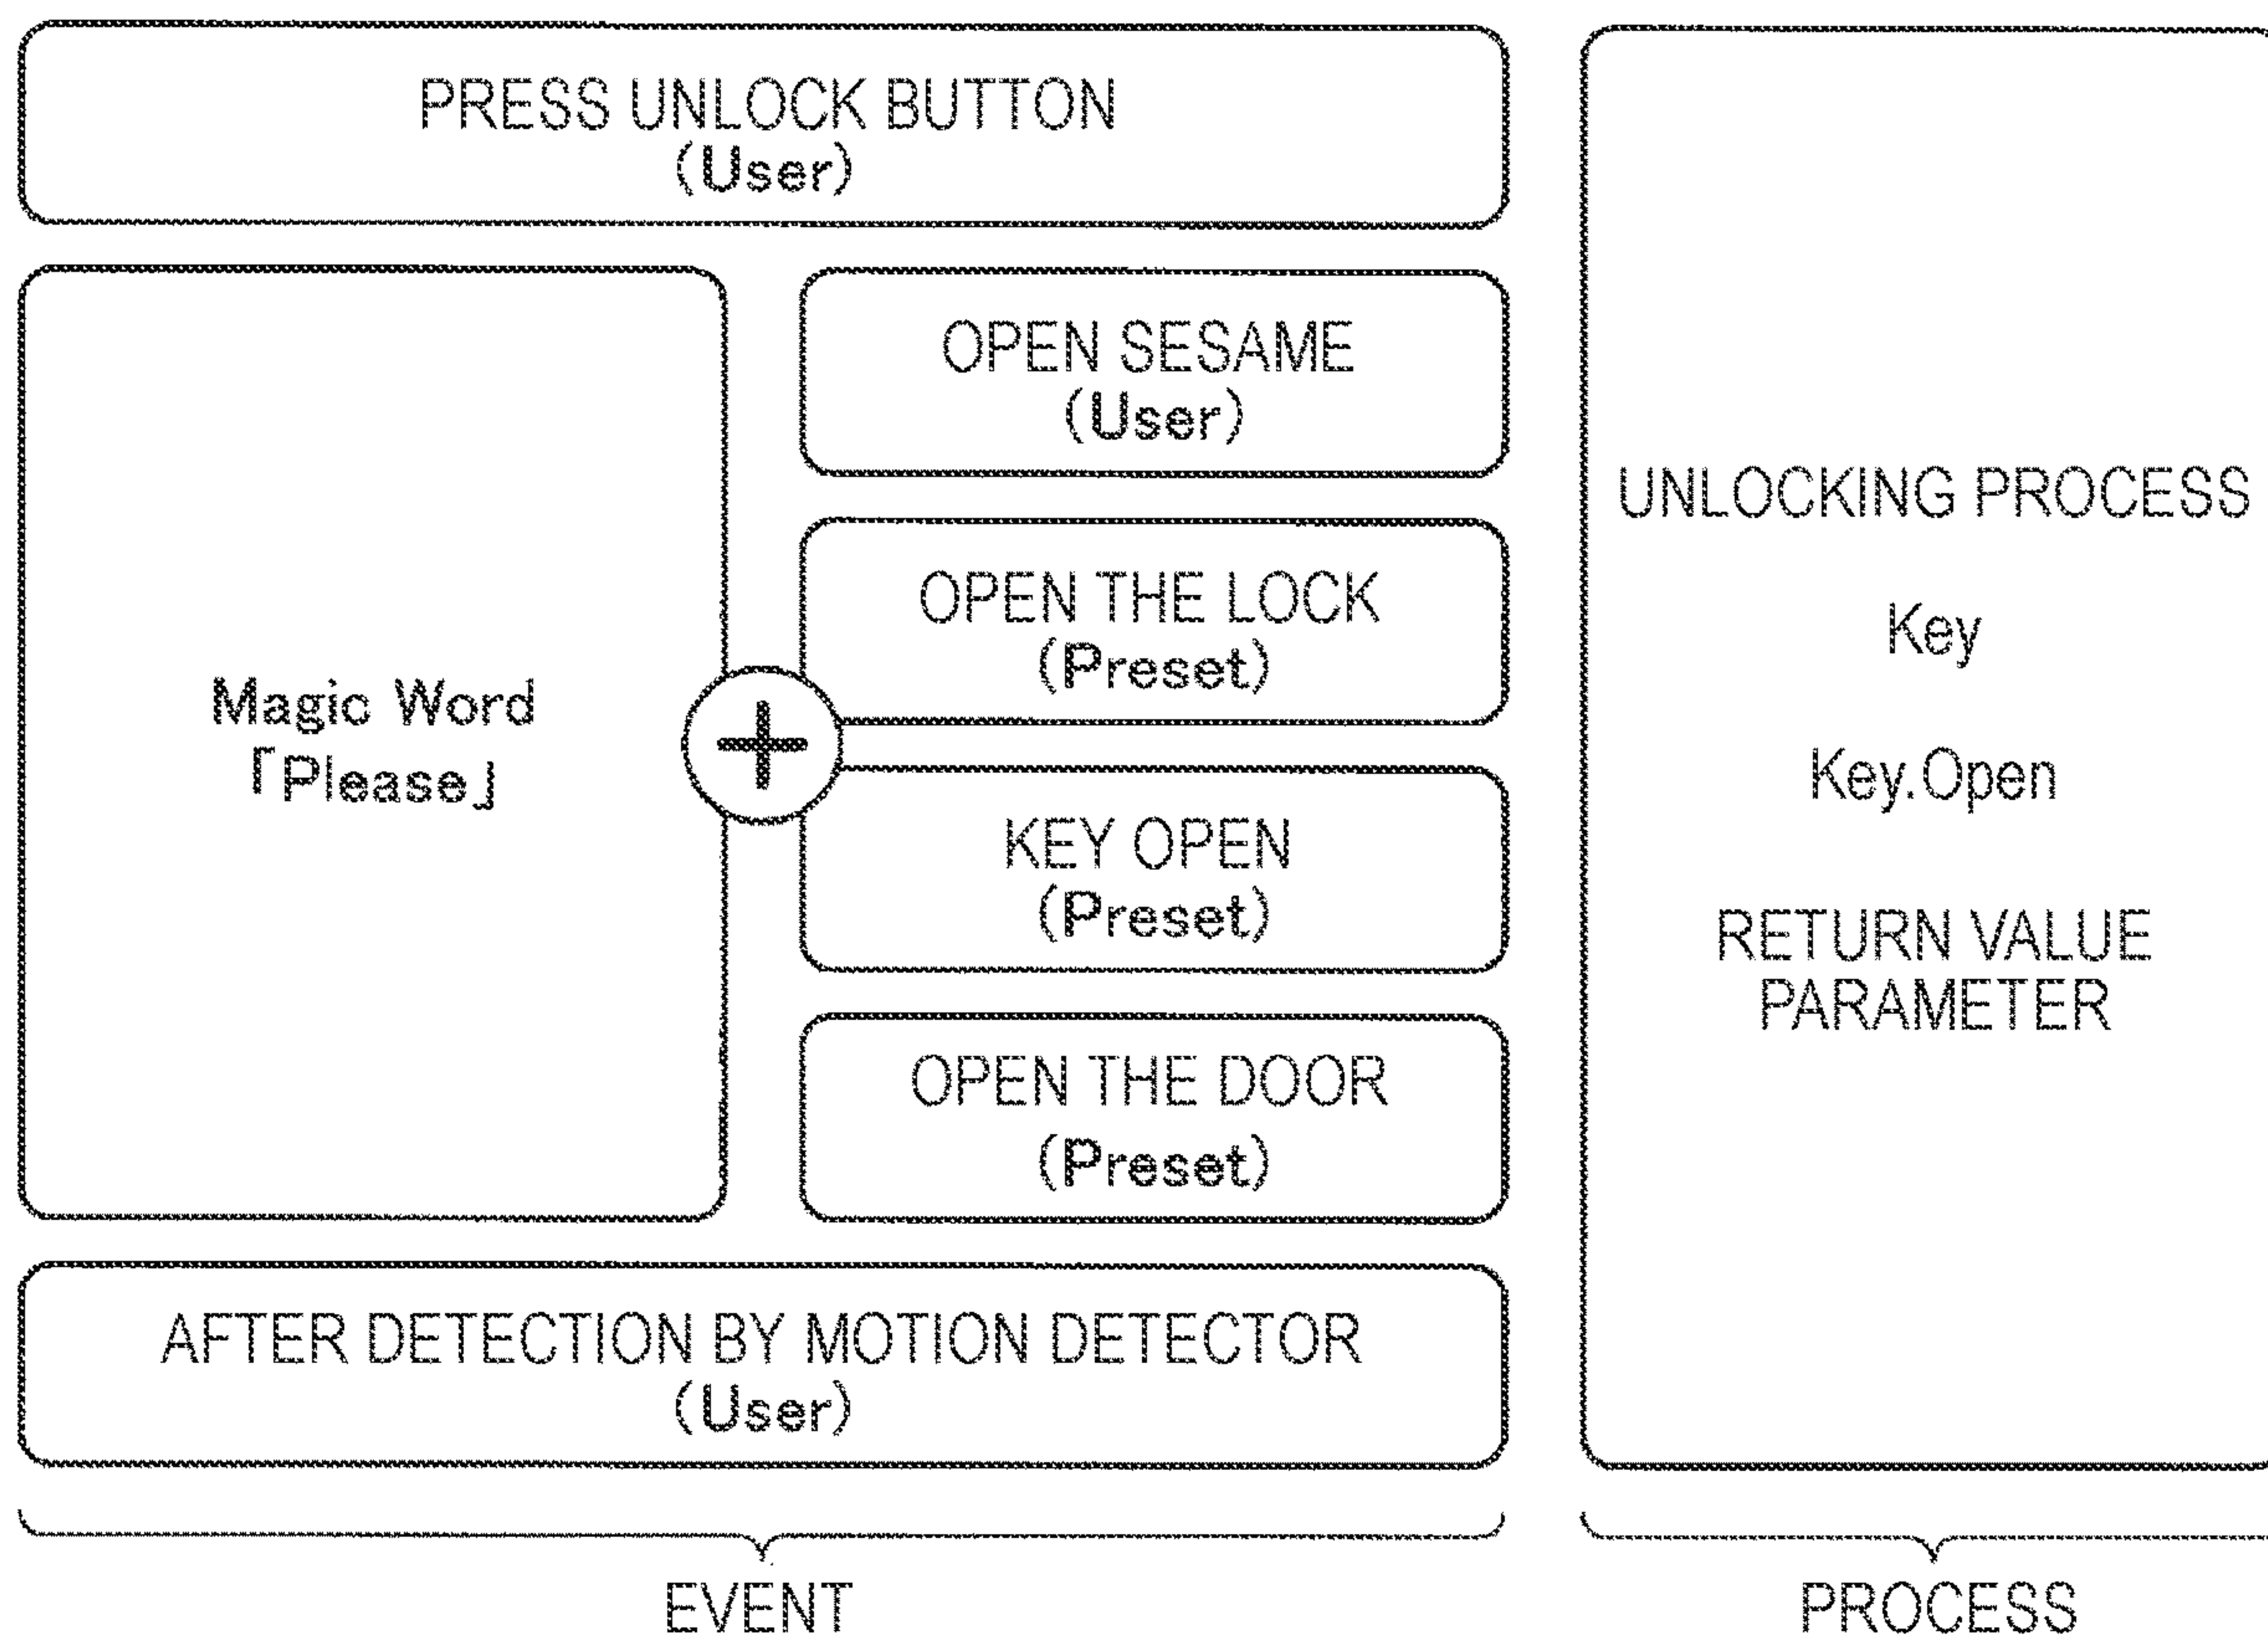 PRESS UNLOCK BUTTON
(User)
Magic Word
「Please」
+
OPEN SESAME
(User)
OPEN THE LOCK
(Preset)
KEY OPEN
(Preset)
OPEN THE DOOR
(Preset)
AFTER DETECTION BY MOTION DETECTOR
(User)
EVENT
UNLOCKING PROCESS
Key
Key.Open
RETURN VALUE
PARAMETER
PROCESS